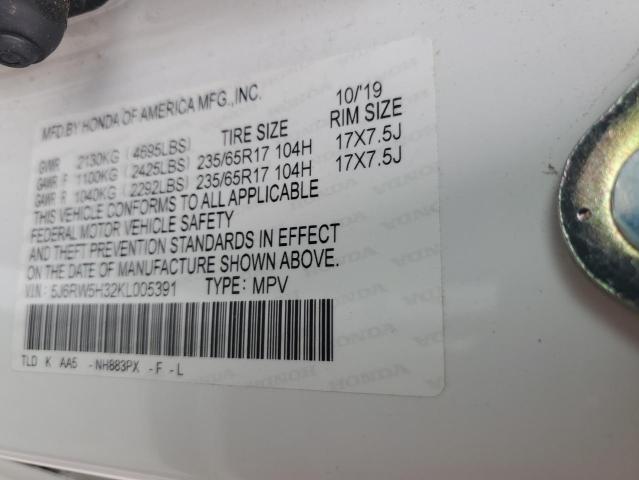 MFD. BY HONDA OF AMERICA MFG., INC. 10/'19
TIRE SIZE RIM SIZE
GVWR 2130KG (4695LBS)
GAWR F 1100KG (2425LBS) 235/65R17 104H 17X7.5J
GAWR R 1040KG (2292LBS) 235/65R17 104H 17X7.5J
THIS VEHICLE CONFORMS TO ALL APPLICABLE
FEDERAL MOTOR VEHICLE SAFETY
AND THEFT PREVENTION STANDARDS IN EFFECT
ON THE DATE OF MANUFACTURE SHOWN ABOVE.
VIN: 5J6RW5H32KL005391 TYPE: MPV
TLD K AA5 - NH883PX - F - L